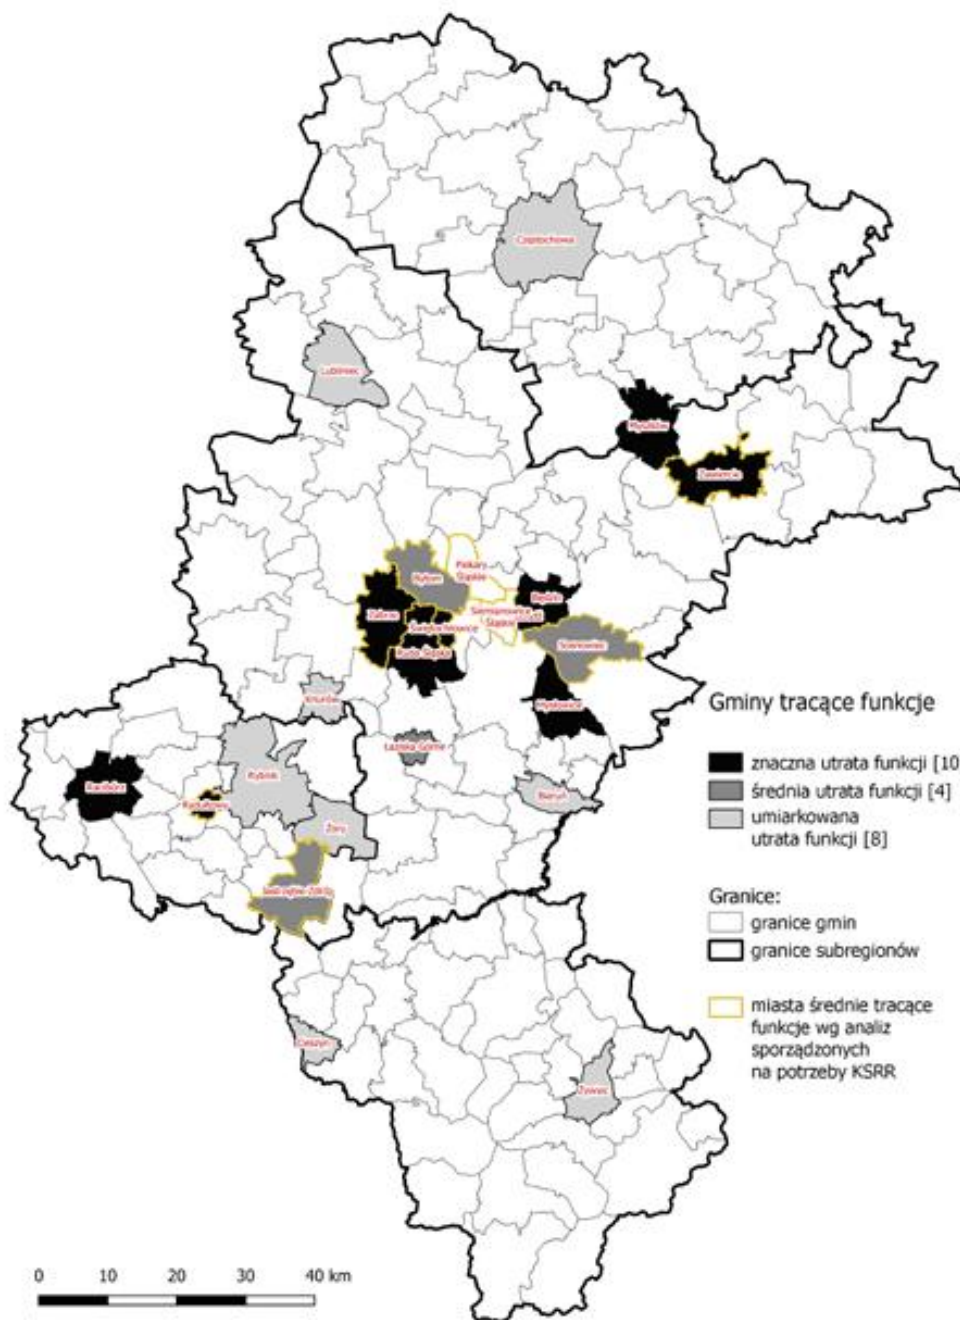 Częstochowa
Lubliniec
Myszków
Zawiercie
Piekary
Śląskie
Bytom
Będzin
Zabrze
Siemianowice
Śląskie
Świętochłowice
Sosnowiec
Ruda Śląska
Mysłowice
Knurów
Łaziska Górne
Racibórz
Rybnik
Bieruń
Rydułtowy
Żory
Jastrzębie-Zdrój
Cieszyn
Żywiec
Gminy tracące funkcje
znaczna utrata funkcji [10]
średnia utrata funkcji [4]
umiarkowana
utrata funkcji [8]
Granice:
granice gmin
granice subregionów
miasta średnie tracące
funkcje wg analiz
sporządzonych
na potrzeby KSRR
0 10 20 30 40 km